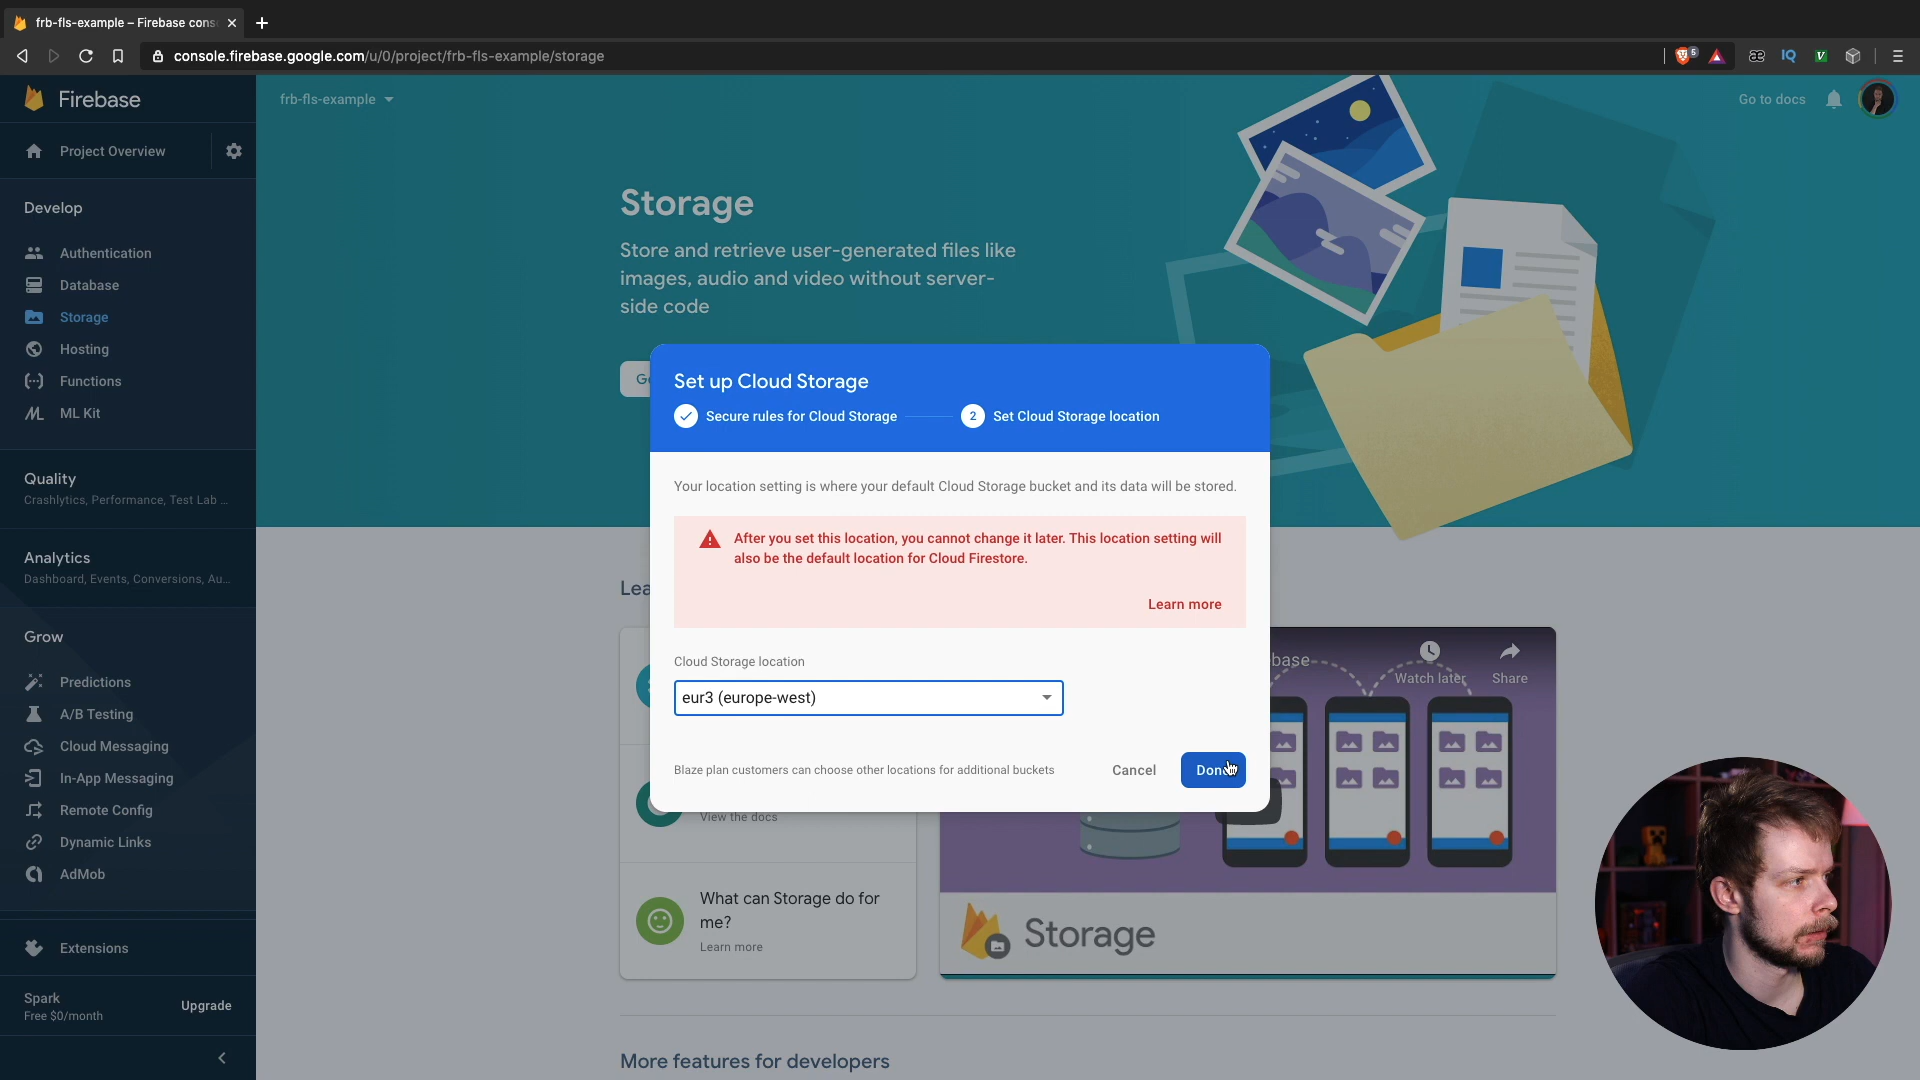 frb-fls-example – Firebase cons
console.firebase.google.com/u/0/project/frb-fls-example/storage
5
æ
IQ
V
Firebase
frb-fls-example
Go to docs
Project Overview
Develop
Authentication
Database
Storage
Hosting
Functions
ML Kit
Quality
Crashlytics, Performance, Test Lab ...
Analytics
Dashboard, Events, Conversions, Au...
Grow
Predictions
A/B Testing
Cloud Messaging
In-App Messaging
Remote Config
Dynamic Links
AdMob
Extensions
Spark
Free $0/month
Upgrade
Storage
Store and retrieve user-generated files like
images, audio and video without server-
side code
Set up Cloud Storage
Secure rules for Cloud Storage
2
Set Cloud Storage location
Your location setting is where your default Cloud Storage bucket and its data will be stored.
After you set this location, you cannot change it later. This location setting will
also be the default location for Cloud Firestore.
Learn more
Cloud Storage location
eur3 (europe-west)
Blaze plan customers can choose other locations for additional buckets
Cancel
Done
Lea
base
Watch later
Share
View the docs
What can Storage do for
me?
Learn more
Storage
More features for developers